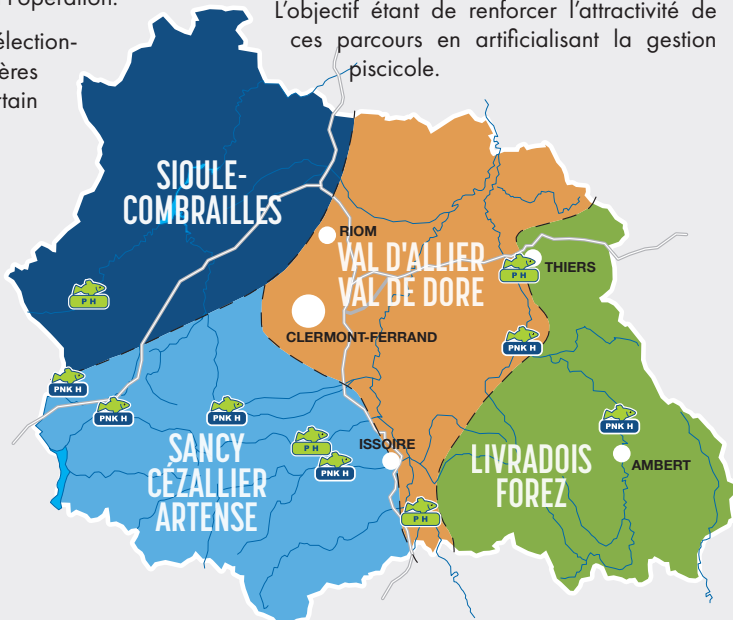 l'opération.
élection-
ères
rtain
L'objectif étant de renforcer l'attractivité de
ces parcours en artificialisant la gestion
piscicole.
SIOULE-
COMBRAILLES
RIOM
VAL D'ALLIER
VAL DE DORE
P H
THIERS
P H
CLERMONT-FERRAND
PNK H
PNK H
PNK H
PNK H
PNK H
P H
ISSOIRE
PNK H
SANCY
CÉZALLIER
ARTENSE
LIVRADOIS
FOREZ
AMBERT
P H